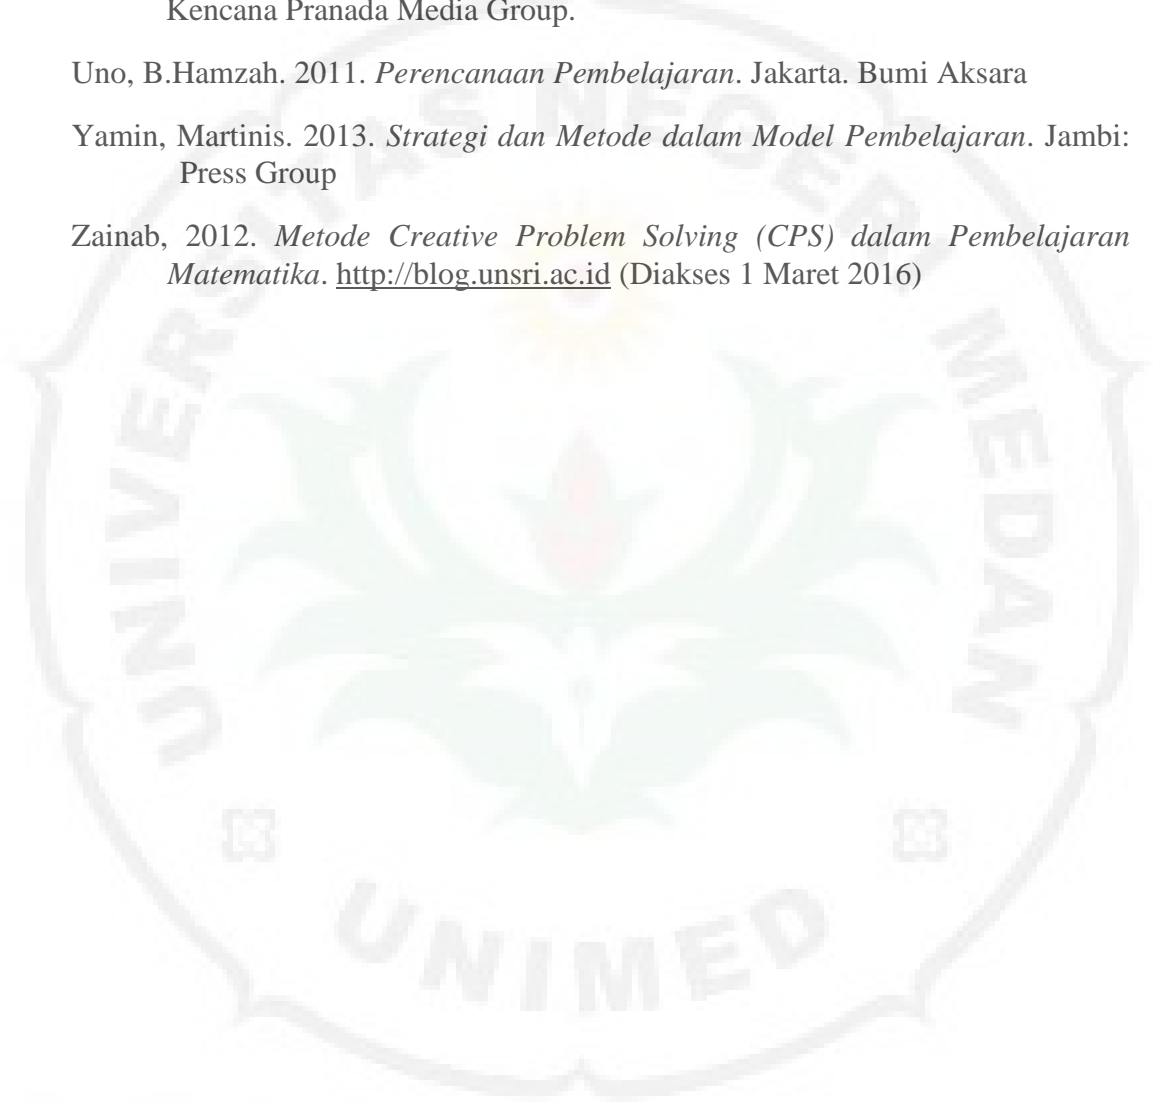 Kencana Pranada Media Group.
Uno, B.Hamzah. 2011. Perencanaan Pembelajaran. Jakarta. Bumi Aksara
Yamin, Martinis. 2013. Strategi dan Metode dalam Model Pembelajaran. Jambi:
Press Group
Zainab, 2012. Metode Creative Problem Solving (CPS) dalam Pembelajaran
Matematika. http://blog.unsri.ac.id (Diakses 1 Maret 2016)
UNIVERSITAS NEGERI MEDAN
UNIMED